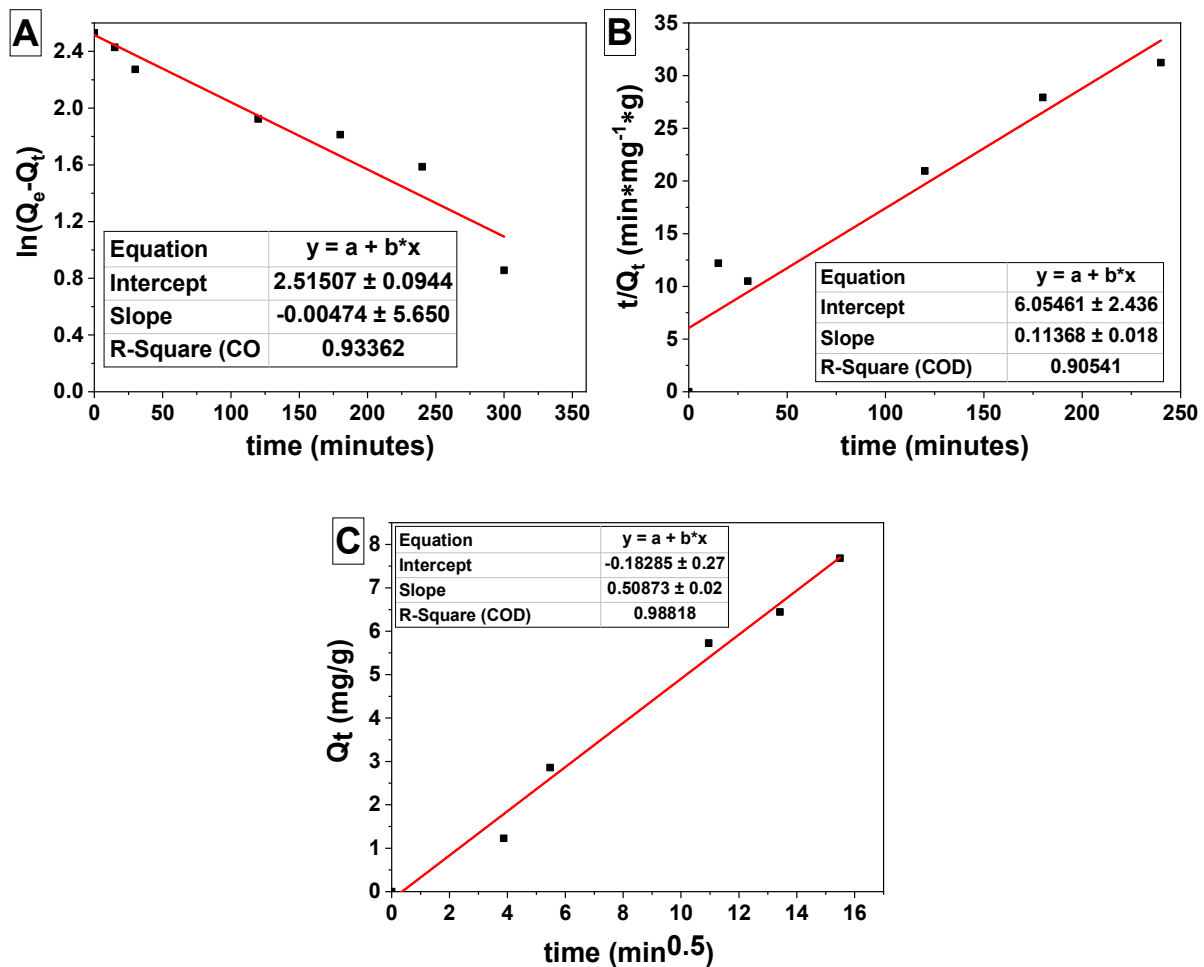 A
ln(Qe-Qt)
2.4
2.0
1.6
1.2
0.8
0.4
0.0
Equation y = a + b*x
Intercept 2.51507 ± 0.0944
Slope -0.00474 ± 5.650
R-Square (CO 0.93362
0 50 100 150 200 250 300 350
time (minutes)
B
t/Qt (min*mg-1*g)
35
30
25
20
15
10
5
0
Equation y = a + b*x
Intercept 6.05461 ± 2.436
Slope 0.11368 ± 0.018
R-Square (COD) 0.90541
0 50 100 150 200 250
time (minutes)
C
Qt (mg/g)
8
7
6
5
4
3
2
1
0
Equation y = a + b*x
Intercept -0.18285 ± 0.27
Slope 0.50873 ± 0.02
R-Square (COD) 0.98818
0 2 4 6 8 10 12 14 16
time (min0.5)